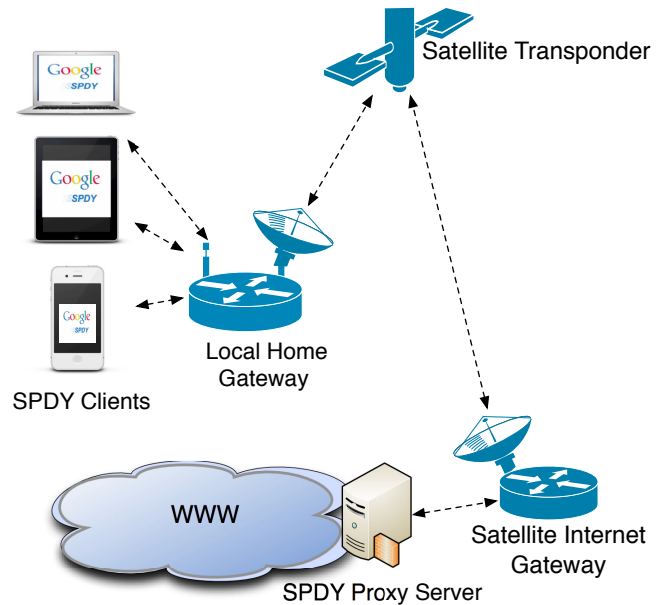 Google
SPDY
Satellite Transponder
Google
SPDY
Google
SPDY
Local Home
Gateway
SPDY Clients
WWW
Satellite Internet
Gateway
SPDY Proxy Server